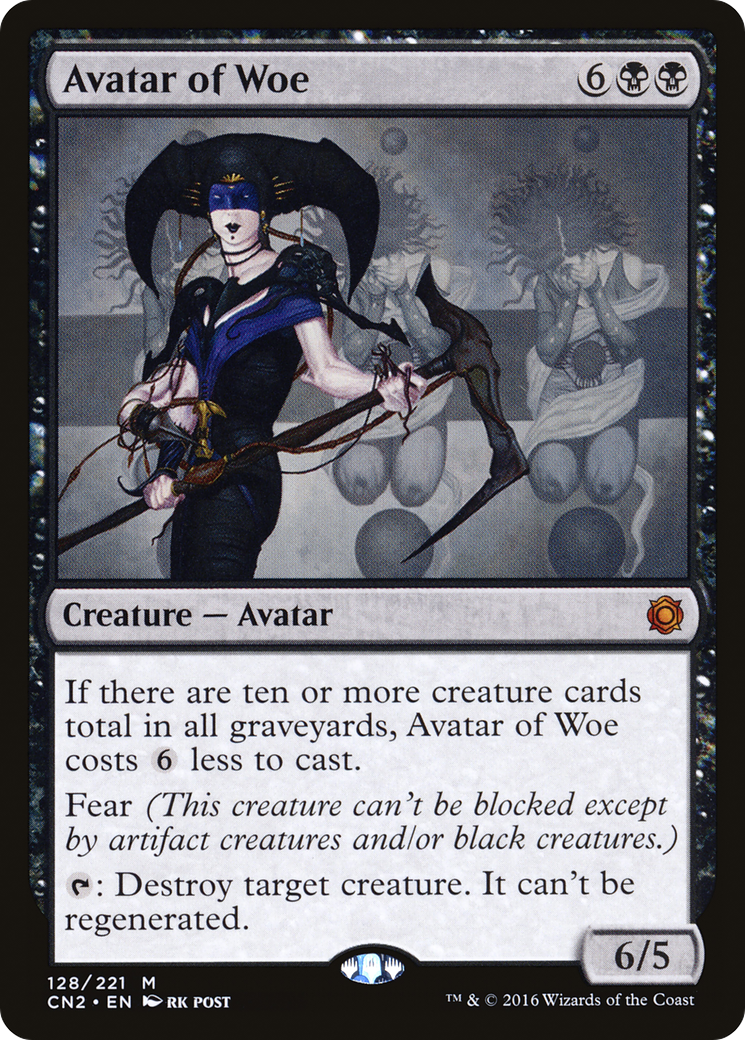 Avatar of Woe 6
Creature — Avatar
If there are ten or more creature cards
total in all graveyards, Avatar of Woe
costs 6 less to cast.
Fear (This creature can't be blocked except
by artifact creatures and/or black creatures.)
: Destroy target creature. It can't be
regenerated.
6/5
128/221 M
CN2 • EN RK POST
™ & © 2016 Wizards of the Coast